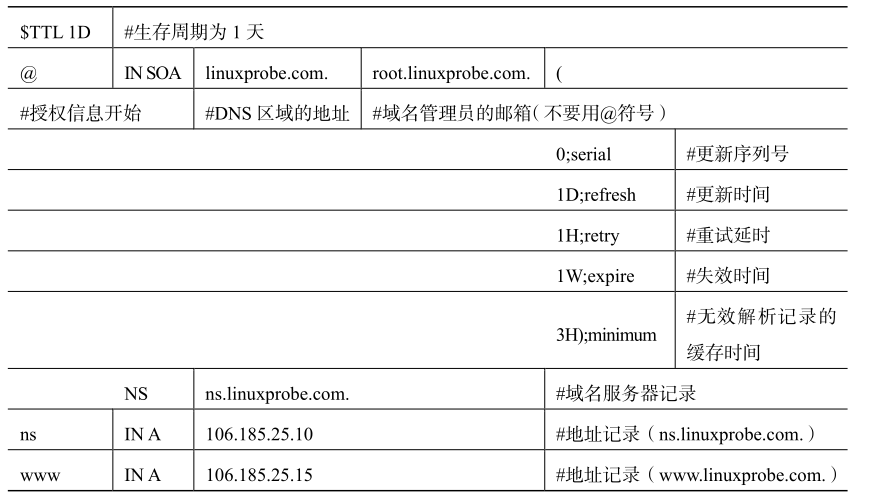 $TTL 1D #生存周期为 1 天
@ IN SOA linuxprobe.com. root.linuxprobe.com. (
#授权信息开始 #DNS 区域的地址 #域名管理员的邮箱(不要用@符号)
0;serial #更新序列号
1D;refresh #更新时间
1H;retry #重试延时
1W;expire #失效时间
3H);minimum #无效解析记录的
缓存时间
NS ns.linuxprobe.com. #域名服务器记录
ns IN A 106.185.25.10 #地址记录(ns.linuxprobe.com.)
www IN A 106.185.25.15 #地址记录(www.linuxprobe.com.)